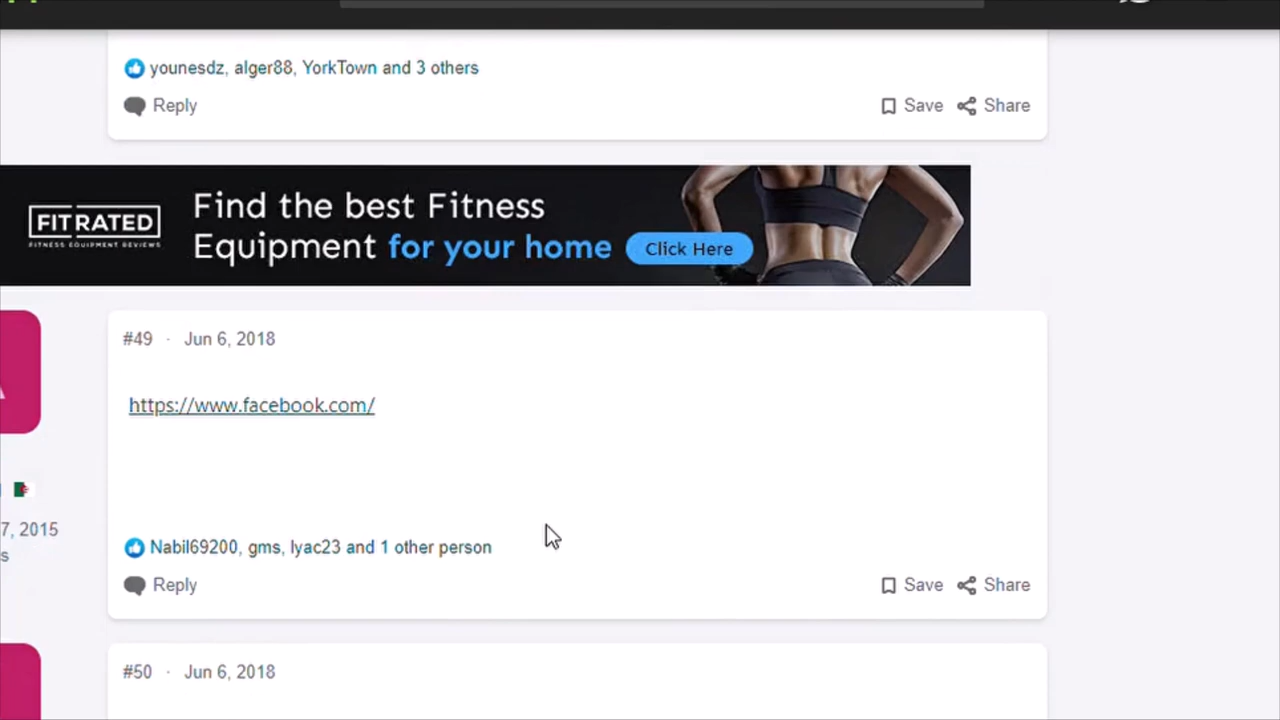 younesdz, alger88, YorkTown and 3 others
Reply
Save
Share
FITRATED
FITNESS EQUIPMENT REVIEWS
Find the best Fitness
Equipment for your home
Click Here
#49 · Jun 6, 2018
https://www.facebook.com/
7, 2015
s
Nabil69200, gms, lyac23 and 1 other person
Reply
Save
Share
#50 · Jun 6, 2018